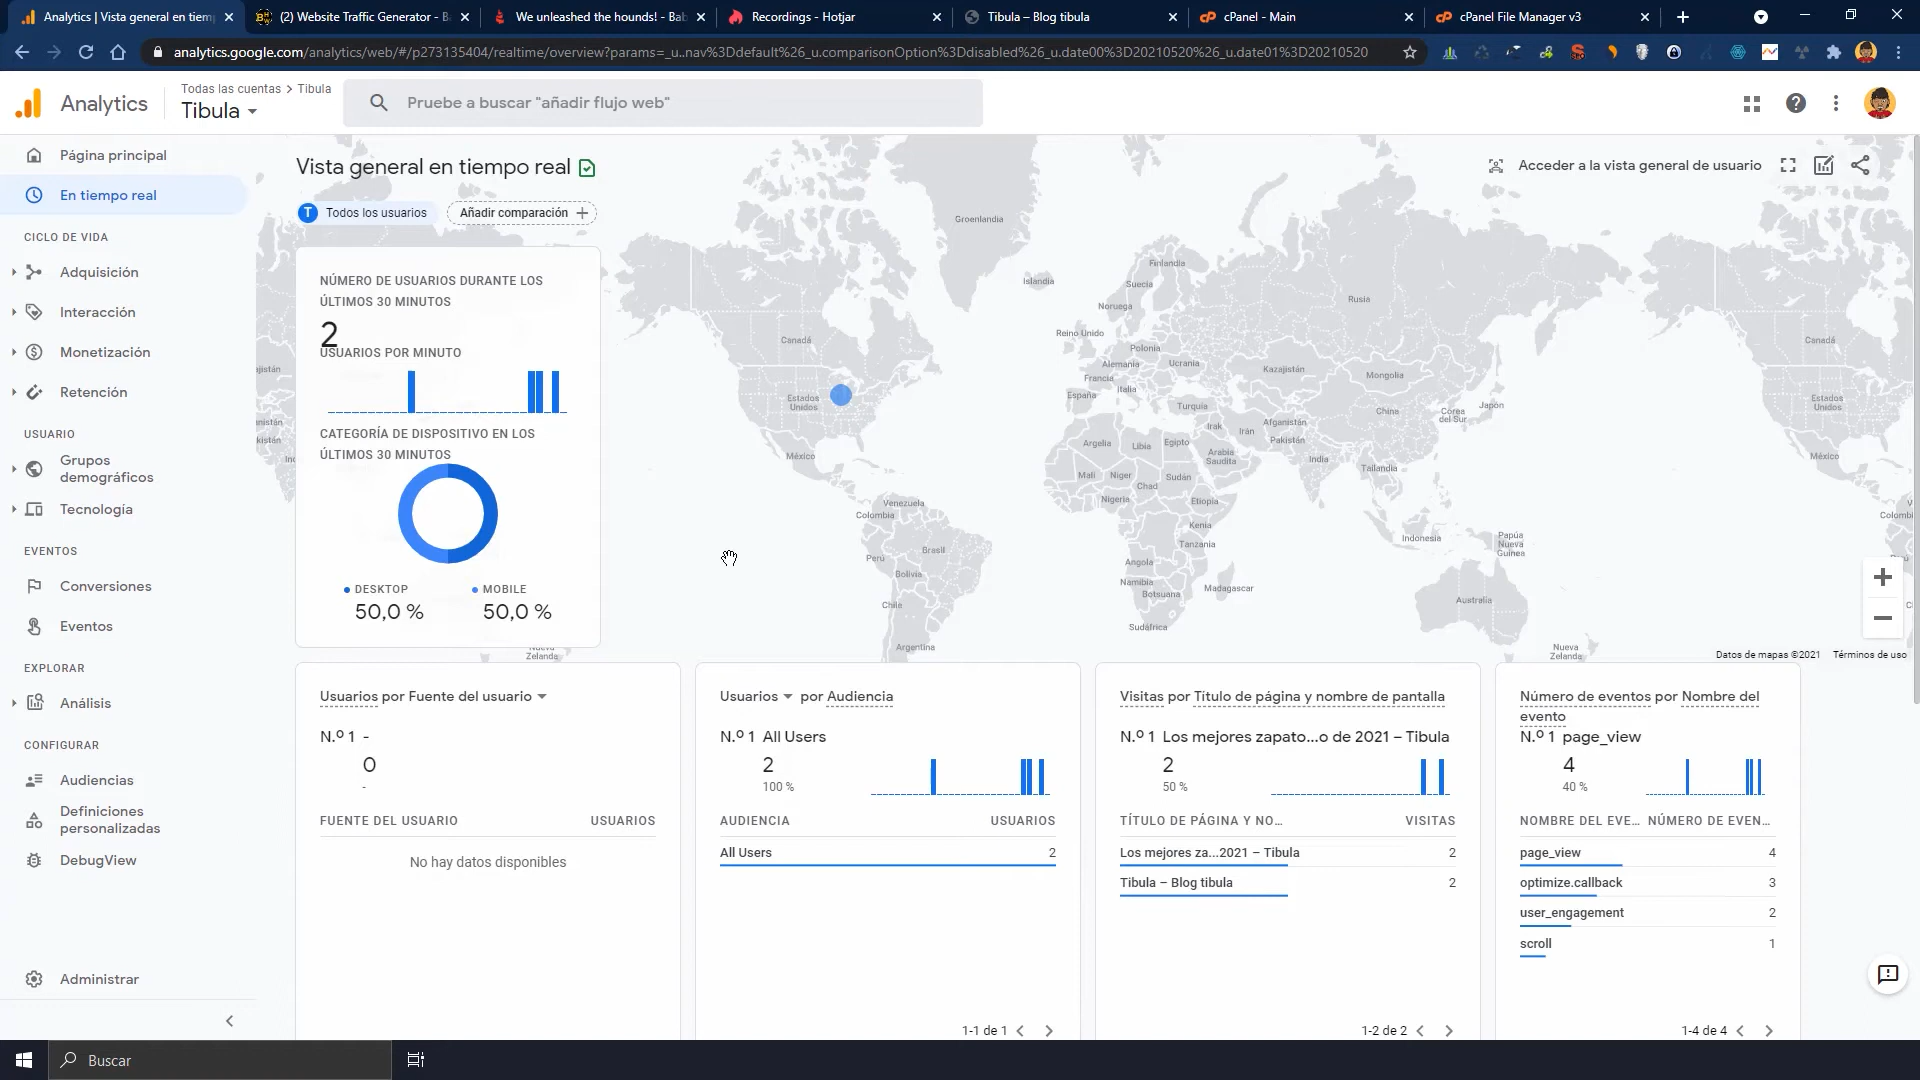 Analytics | Vista general en tiem
(2) Website Traffic Generator - B
We unleashed the hounds! - Bab
Recordings - Hotjar
Tibula – Blog tibula
cPanel - Main
cPanel File Manager v3
analytics.google.com/analytics/web/#/p273135404/realtime/overview?params=_u..nav%3Ddefault%26_u.comparisonOption%3Ddisabled%26_u.date00%3D20210520%26_u.date01%3D20210520
Analytics
Todas las cuentas > Tibula
Tibula
Pruebe a buscar "añadir flujo web"
Página principal
En tiempo real
CICLO DE VIDA
Adquisición
Interacción
Monetización
Retención
USUARIO
Grupos
demográficos
Tecnología
EVENTOS
Conversiones
Eventos
EXPLORAR
Análisis
CONFIGURAR
Audiencias
Definiciones
personalizadas
DebugView
Administrar
Vista general en tiempo real
Acceder a la vista general de usuario
T Todos los usuarios
Añadir comparación +
NÚMERO DE USUARIOS DURANTE LOS
ÚLTIMOS 30 MINUTOS
2
USUARIOS POR MINUTO
CATEGORÍA DE DISPOSITIVO EN LOS
ÚLTIMOS 30 MINUTOS
DESKTOP
50,0 %
MOBILE
50,0 %
Groenlandia
Islandia
Finlandia
Suecia
Noruega
Rusia
Reino Unido
Polonia
Alemania
Ucrania
Francia
Italia
España
Kazajistán
Mongolia
Turquía
China
Corea
del Sur
Japón
Irak
Irán
Afganistán
Pakistán
Argelia
Libia
Egipto
Arabia
Saudita
India
Tailandia
Mali
Níger
Chad
Sudán
Nigeria
Etiopía
Kenia
Tanzania
Indonesia
Papúa
Nueva
Guinea
Angola
Namibia
Botsuana
Madagascar
Sudáfrica
Australia
Nueva
Zelanda
Canadá
Estados
Unidos
México
Venezuela
Colombia
Perú
Brasil
Bolivia
Chile
Argentina
Canadá
Estados
Unidos
México
Colombi
Nueva
Zelanda
Datos de mapas ©2021
Términos de uso
Usuarios por Fuente del usuario
N.º 1 -
0
-
FUENTE DEL USUARIO
USUARIOS
No hay datos disponibles
Usuarios por Audiencia
N.º 1 All Users
2
100 %
AUDIENCIA
USUARIOS
All Users
2
1-1 de 1
Visitas por Título de página y nombre de pantalla
N.º 1 Los mejores zapato...o de 2021 – Tibula
2
50 %
TÍTULO DE PÁGINA Y NO...
VISITAS
Los mejores za...2021 – Tibula
2
Tibula – Blog tibula
2
1-2 de 2
Número de eventos por Nombre del
evento
N.º 1 page_view
4
40 %
NOMBRE DEL EVE...
NÚMERO DE EVEN...
page_view
4
optimize.callback
3
user_engagement
2
scroll
1
1-4 de 4
Buscar